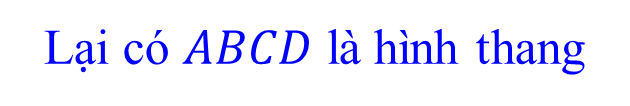 Lại có ABCD là hình thang